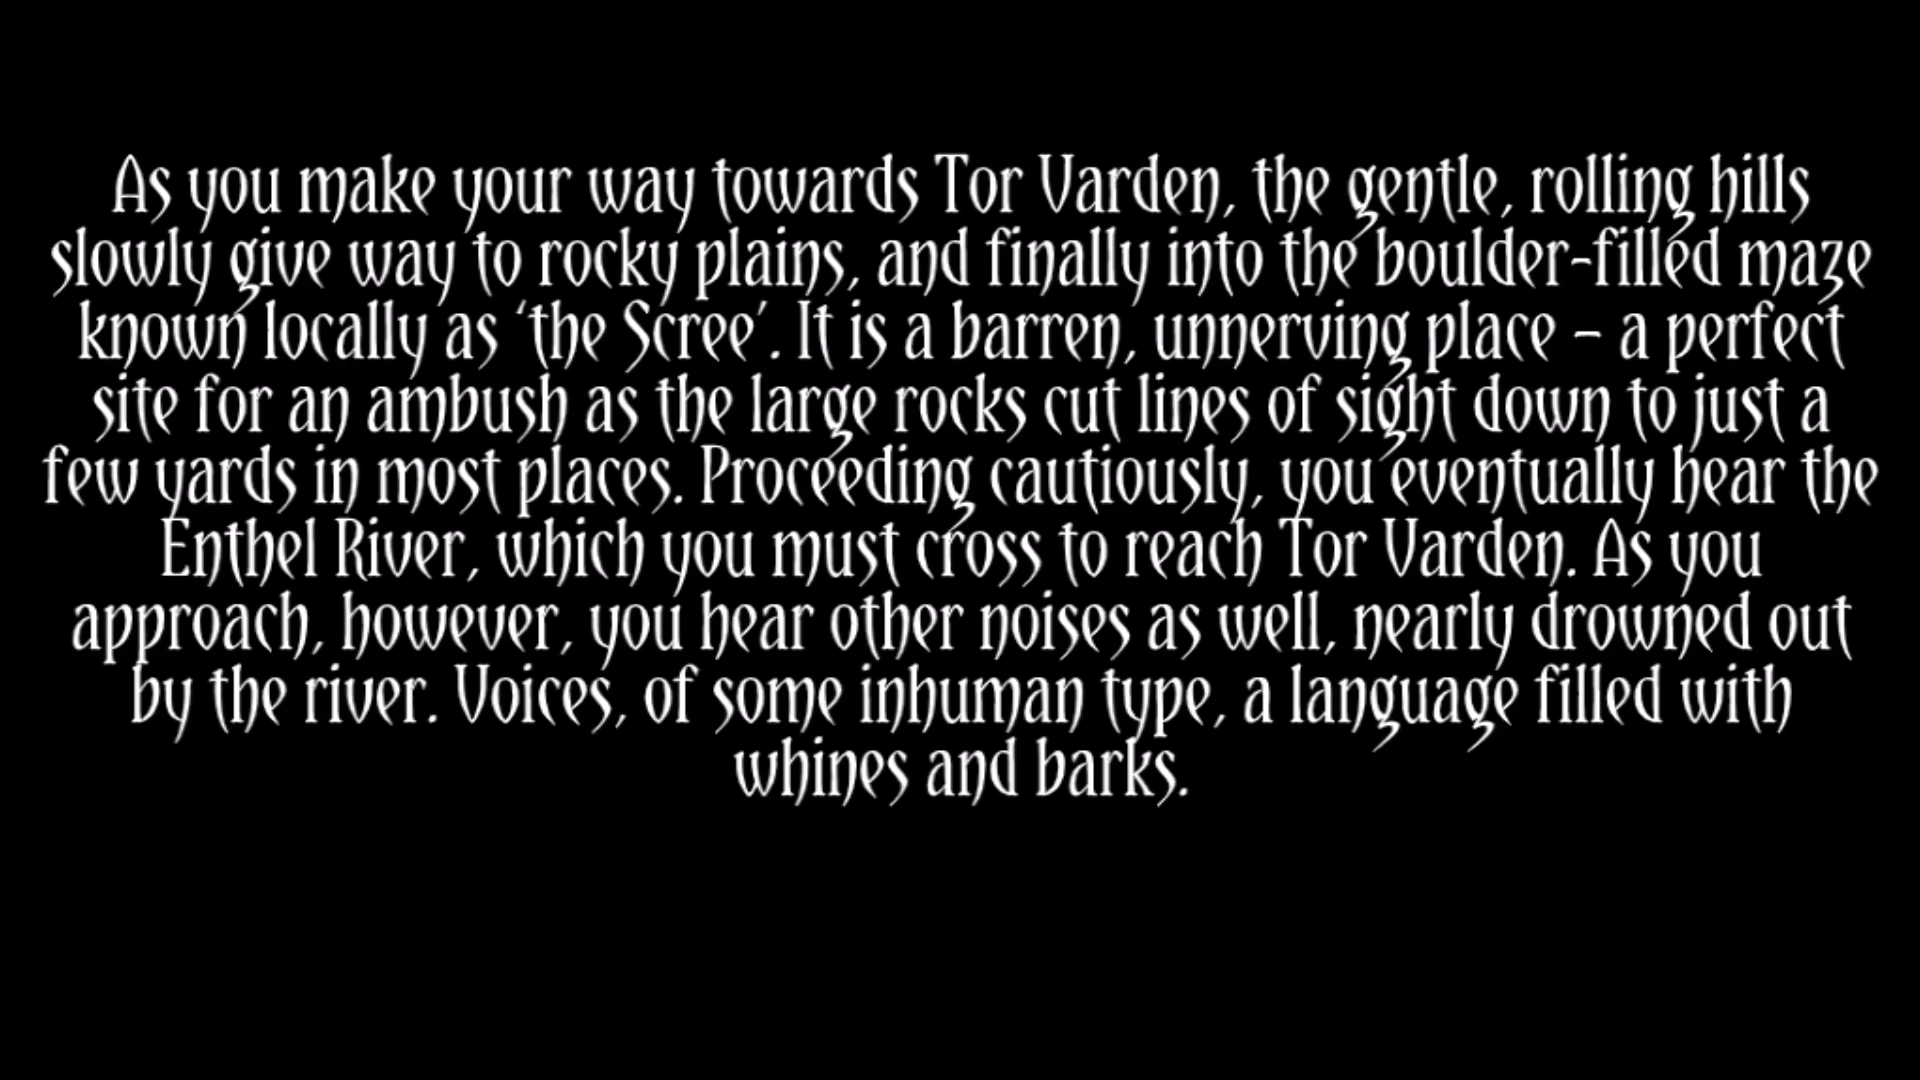 As you make your way towards Tor Varden, the gentle, rolling hills
slowly give way to rocky plains, and finally into the boulder-filled maze
known locally as ‘the Scree’. It is a barren, unnerving place – a perfect
site for an ambush as the large rocks cut lines of sight down to just a
few yards in most places. Proceeding cautiously, you eventually hear the
Enthel River, which you must cross to reach Tor Varden. As you
approach, however, you hear other noises as well, nearly drowned out
by the river. Voices, of some inhuman type, a language filled with
whines and barks.